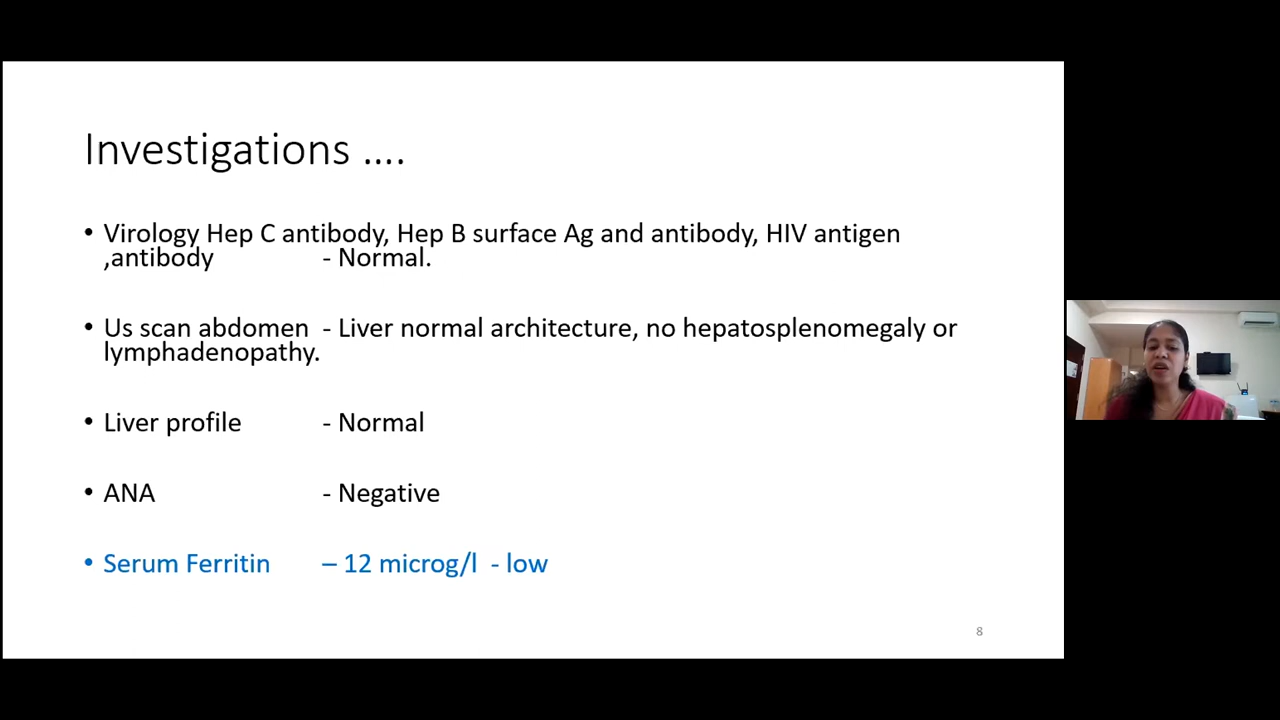 Investigations ....
• Virology Hep C antibody, Hep B surface Ag and antibody, HIV antigen
,antibody - Normal.
• Us scan abdomen - Liver normal architecture, no hepatosplenomegaly or
lymphadenopathy.
• Liver profile - Normal
• ANA - Negative
• Serum Ferritin – 12 microg/l - low
8